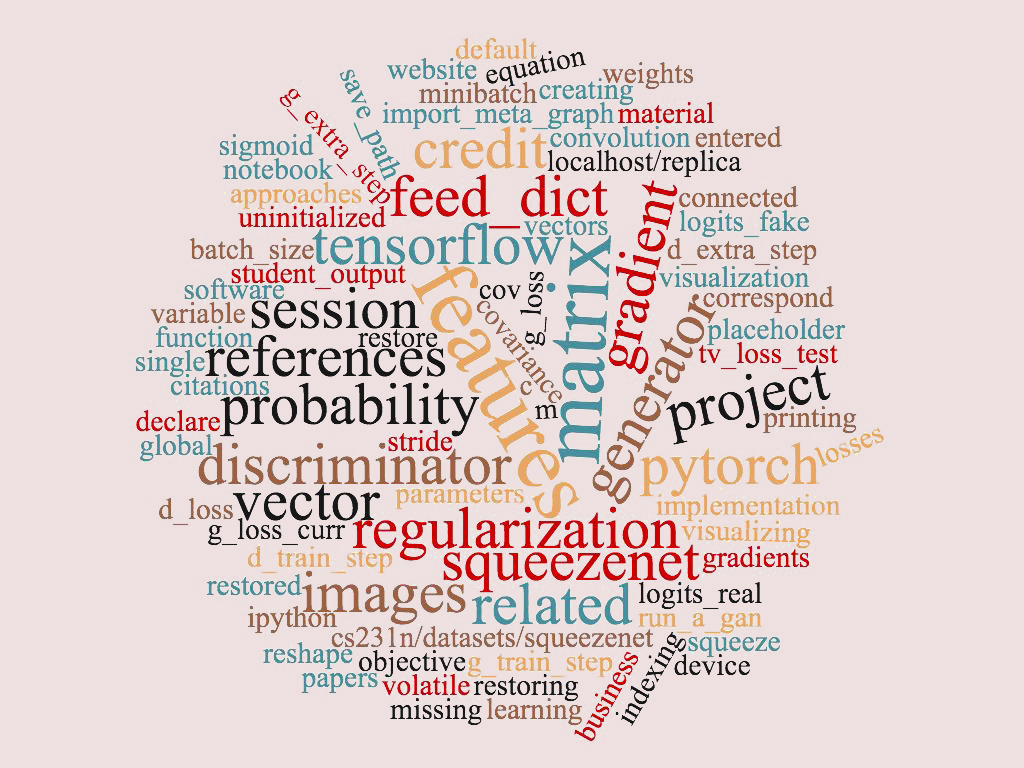 default
website
equation
weights
save_path
minibatch
creating
g_extra_step
import_meta_graph
material
sigmoid
credit
convolution
entered
notebook
localhost/replica
approaches
feed_dict
connected
uninitialized
vectors
gradient
logits_fake
batch_size
tensorflow
matrix
d_extra_step
student_output
features
visualization
software
cov
g_loss
generator
correspond
variable
session
covariance
placeholder
function
restore
tv_loss_test
single
references
c
project
citations
probability
m
printing
declare
stride
global
discriminator
pytorch
losses
d_loss
vector
parameters
implementation
g_loss_curr
regularization
visualizing
d_train_step
squeezenet
gradients
restored
images
related
logits_real
ipython
run_a_gan
cs231n/datasets/squeezenet
squeeze
reshape
objective
g_train_step
business
indexing
device
papers
volatile
restoring
missing
learning